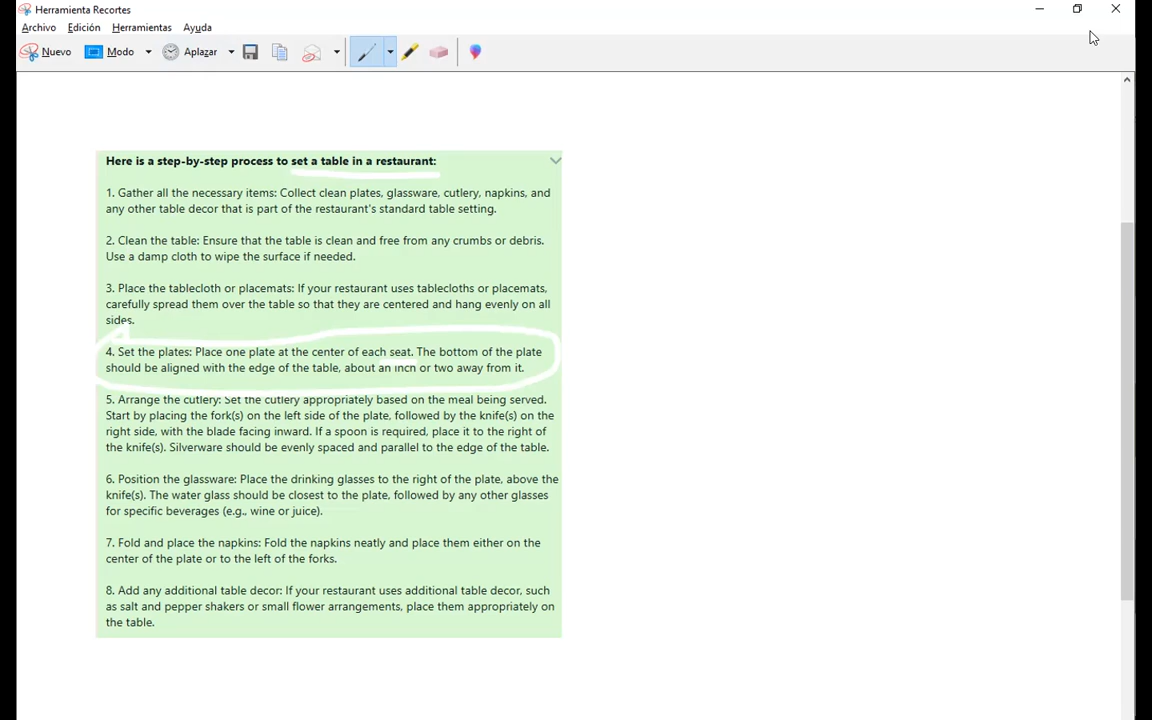 Herramienta Recortes
Archivo Edición Herramientas Ayuda
Nuevo Modo Aplazar
Here is a step-by-step process to set a table in a restaurant:
1. Gather all the necessary items: Collect clean plates, glassware, cutlery, napkins, and
any other table decor that is part of the restaurant's standard table setting.
2. Clean the table: Ensure that the table is clean and free from any crumbs or debris.
Use a damp cloth to wipe the surface if needed.
3. Place the tablecloth or placemats: If your restaurant uses tablecloths or placemats,
carefully spread them over the table so that they are centered and hang evenly on all
sides.
4. Set the plates: Place one plate at the center of each seat. The bottom of the plate
should be aligned with the edge of the table, about an inch or two away from it.
5. Arrange the cutlery: Set the cutlery appropriately based on the meal being served.
Start by placing the fork(s) on the left side of the plate, followed by the knife(s) on the
right side, with the blade facing inward. If a spoon is required, place it to the right of
the knife(s). Silverware should be evenly spaced and parallel to the edge of the table.
6. Position the glassware: Place the drinking glasses to the right of the plate, above the
knife(s). The water glass should be closest to the plate, followed by any other glasses
for specific beverages (e.g., wine or juice).
7. Fold and place the napkins: Fold the napkins neatly and place them either on the
center of the plate or to the left of the forks.
8. Add any additional table decor: If your restaurant uses additional table decor, such
as salt and pepper shakers or small flower arrangements, place them appropriately on
the table.